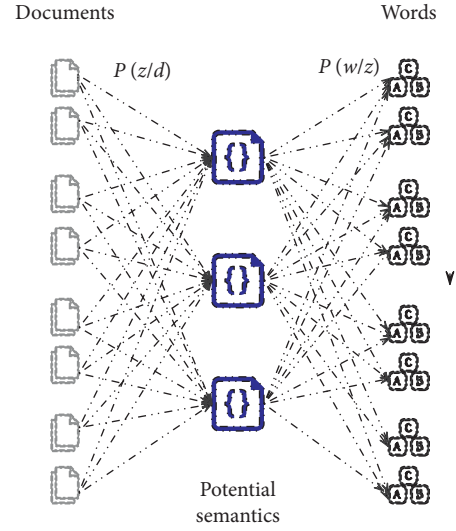 Documents Words
P (z/d) P (w/z)
C
A B
C
A B
{}
C
A B
C
A B
{}
C
A B
C
A B
{}
C
A B
C
A B
Potential
semantics